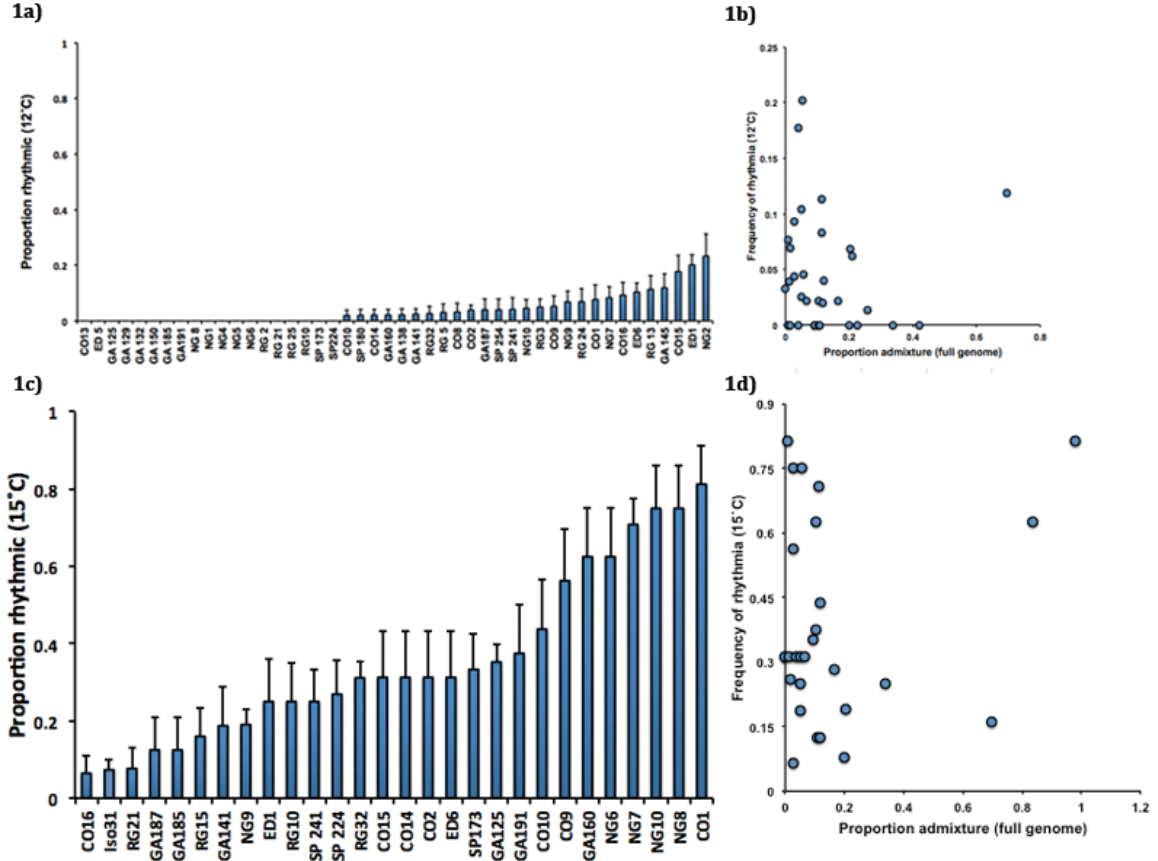 1a)
1b)
Proportion rhythmic (12˚C)
1
0.8
0.6
0.4
0.2
0
CO13
ED 5
GA 125
GA 129
GA 132
GA 150
GA 185
GA191
NG 8
NG1
NG4
NG5
NG6
RG 2
RG 21
RG 25
RG10
SP 173
SP224
CO10
SP 180
CO14
GA160
GA 138
GA 141
RG32
RG 5
CO8
CO2
GA187
SP 254
SP 241
NG10
RG3
CO9
NG9
RG 24
CO1
NG7
CO16
ED6
RG 13
GA 145
CO15
ED1
NG2
Frequency of rhythmia (12˚C)
0.25
0.2
0.15
0.1
0.05
0
0
0.2
0.4
0.6
0.8
Proportion admixture (full genome)
1c)
1d)
Proportion rhythmic (15˚C)
1
0.8
0.6
0.4
0.2
0
CO16
Iso31
RG21
GA187
GA185
RG15
GA141
NG9
ED1
RG10
SP 241
SP 224
RG32
CO15
CO14
CO2
ED6
SP173
GA125
GA191
CO10
CO9
GA160
NG6
NG7
NG10
NG8
CO1
Frequency of rhythmia (15˚C)
0.9
0.75
0.6
0.45
0.3
0.15
0
0
0.2
0.4
0.6
0.8
1
1.2
Proportion admixture (full genome)